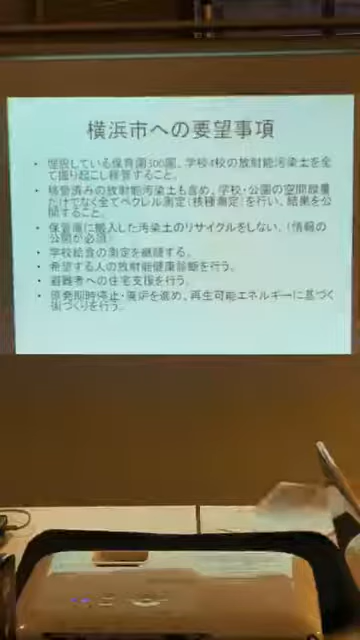 横浜市への要望事項
• 埋設している保育園300園、学校4校の放射能汚染土を全
て掘り起こし移管すること。
• 移管済みの放射能汚染土も含め、学校・公園の空間線量
だけでなく全てベクレル測定(核種測定)を行い、結果を公
開すること。
• 保管庫に搬入した汚染土のリサイクルをしない。(情報の
公開が必須
• 学校給食の測定を継続する。
• 希望する人の放射能健康診断を行う。
• 避難者への住宅支援を行う。
• 原発即時停止・廃炉を進め、再生可能エネルギーに基づく
街づくりを行う。